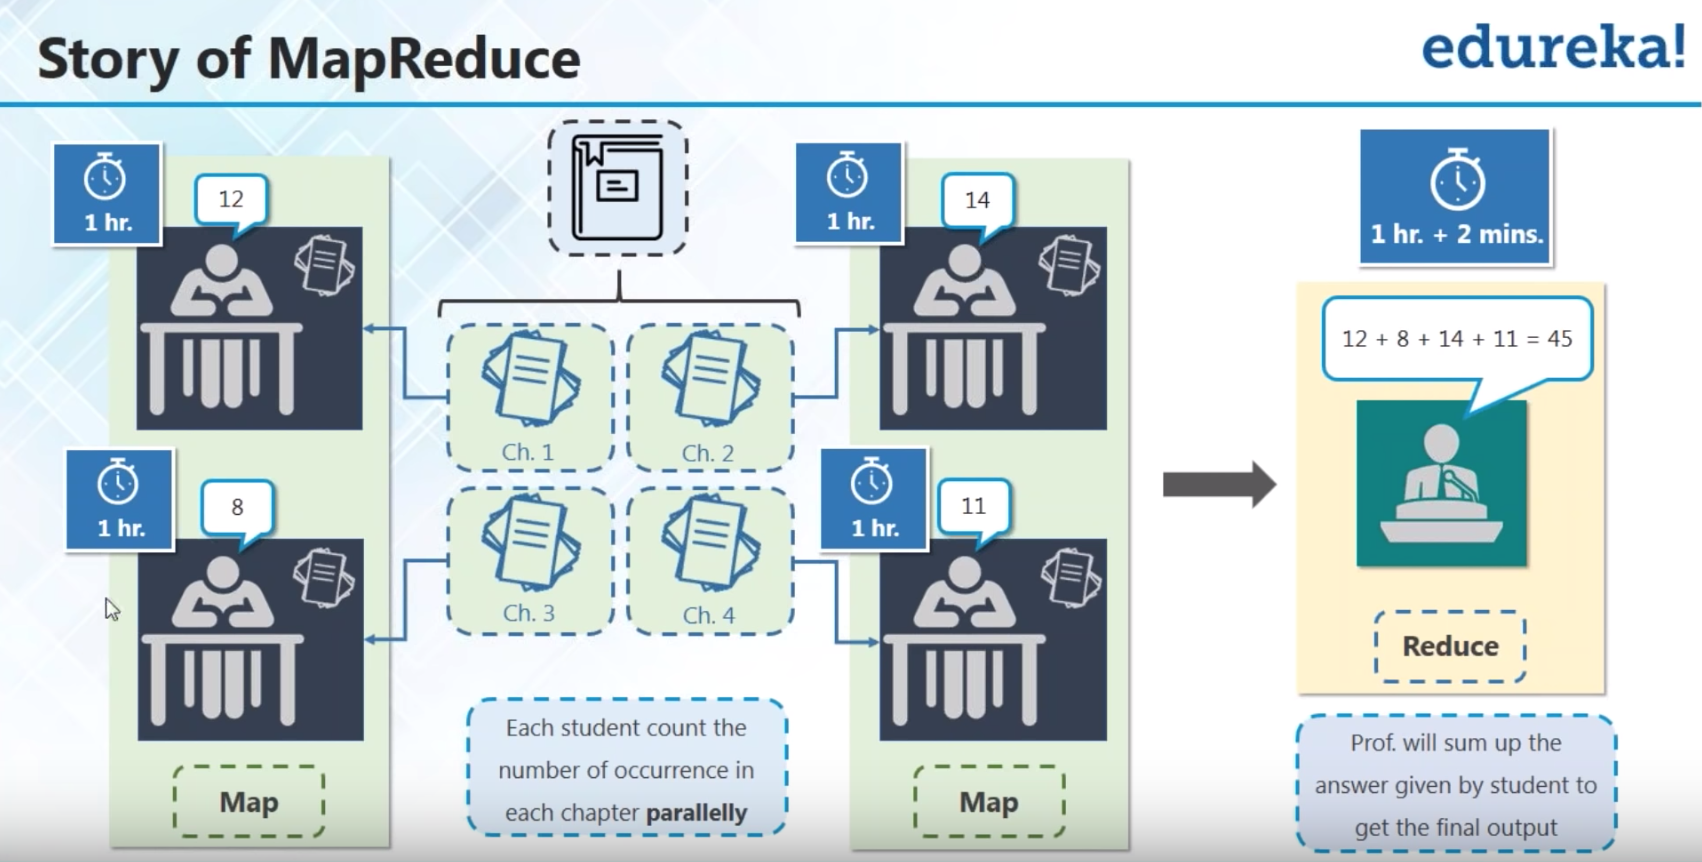 Story of MapReduce
edureka!
1 hr.
12
1 hr.
14
1 hr. + 2 mins.
12 + 8 + 14 + 11 = 45
Ch. 1
Ch. 2
1 hr.
8
1 hr.
11
Ch. 3
Ch. 4
Reduce
Map
Each student count the
number of occurrence in
each chapter parallelly
Map
Prof. will sum up the
answer given by student to
get the final output